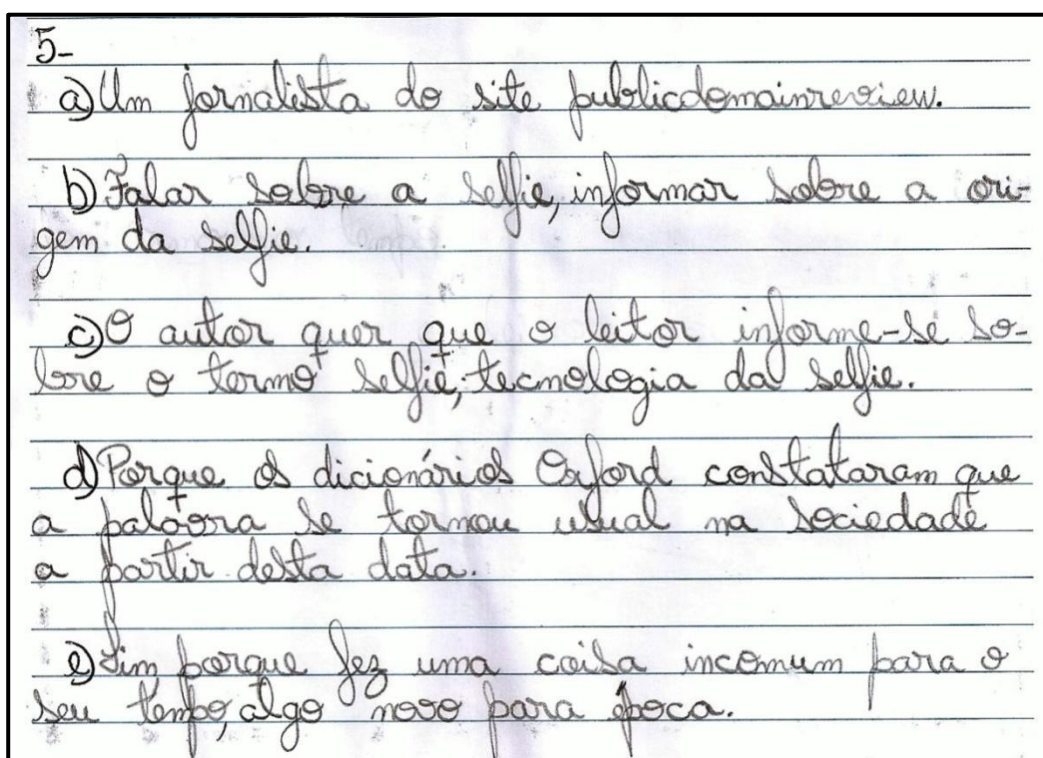 5-
a) Um jornalista do site publicdomainreview.
b) Falar sobre a selfie, informar sobre a ori-
gem da selfie.
c) O autor quer que o leitor informe-se so-
bre o termo selfie, tecnologia da selfie.
d) Porque os dicionários Oxford constataram que
a palavra se tornou usual na sociedade
a partir desta data.
e) Sim, porque fez uma coisa incomum para o
seu tempo, algo novo para época.